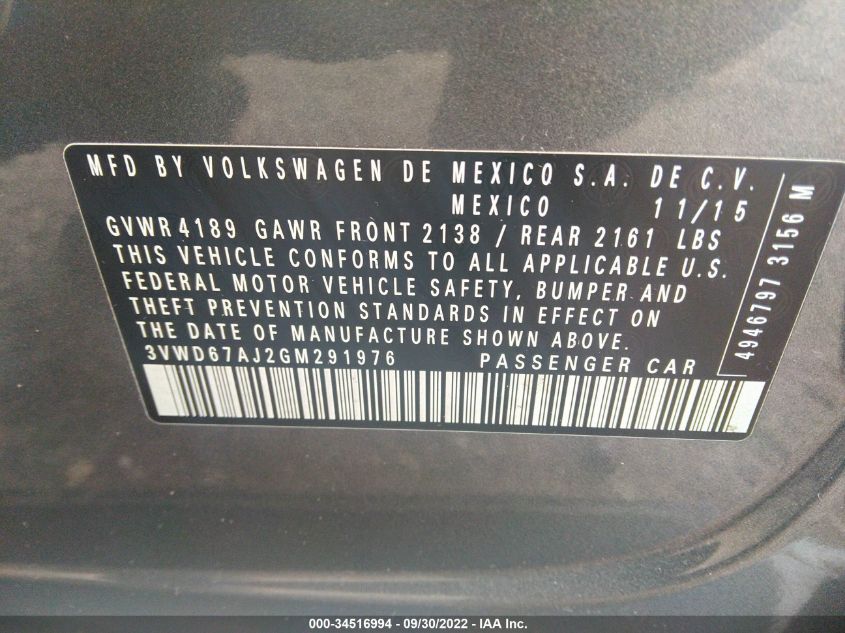 MFD BY VOLKSWAGEN DE MEXICO S.A. DE C.V.
MEXICO 11/15
GVWR 4189 GAWR FRONT 2138 / REAR 2161 LBS
THIS VEHICLE CONFORMS TO ALL APPLICABLE U.S.
FEDERAL MOTOR VEHICLE SAFETY, BUMPER AND
THEFT PREVENTION STANDARDS IN EFFECT ON
THE DATE OF MANUFACTURE SHOWN ABOVE.
3VWD67AJ2GM291976 PASSENGER CAR
4946797 3156 M
000-34516994 - 09/30/2022 - IAA Inc.